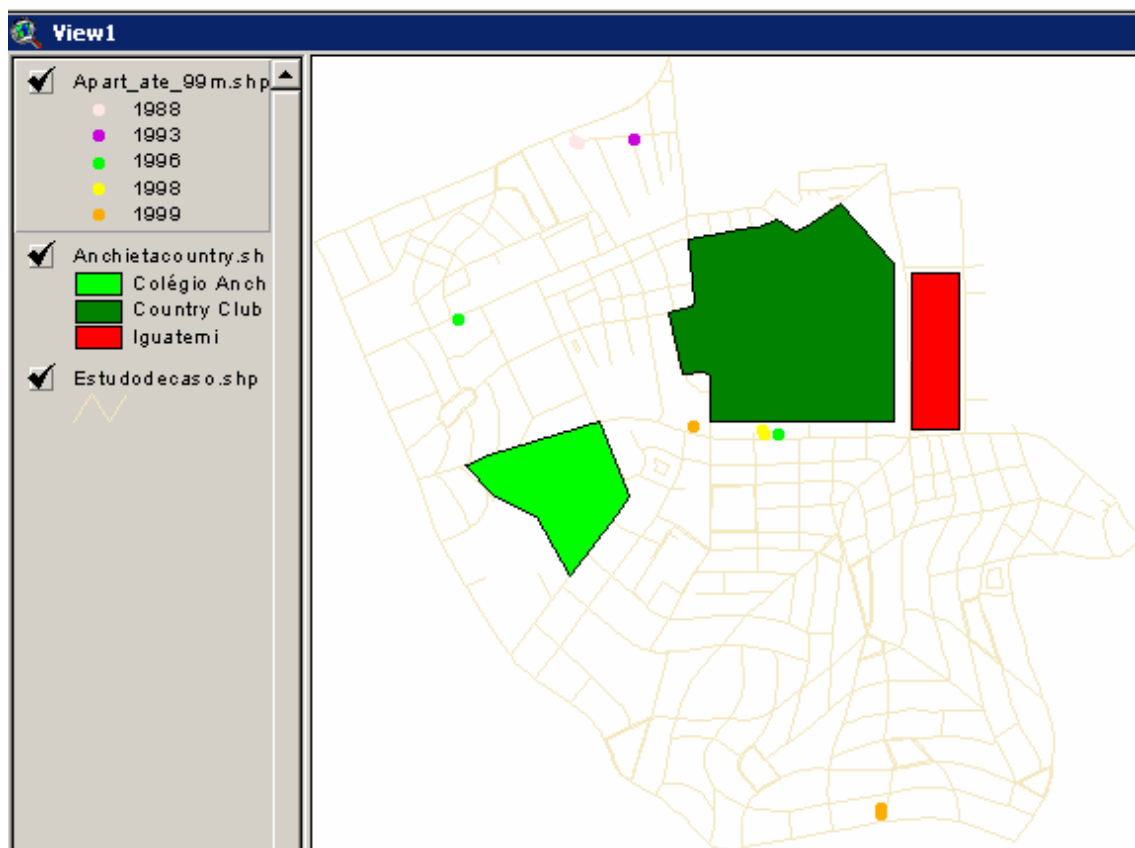 View1
Apart_ate_99m.shp
1988
1993
1996
1998
1999
Anchietacountry.sh
Colégio Anch
Country Club
Iguatemi
Estudodecaso.shp